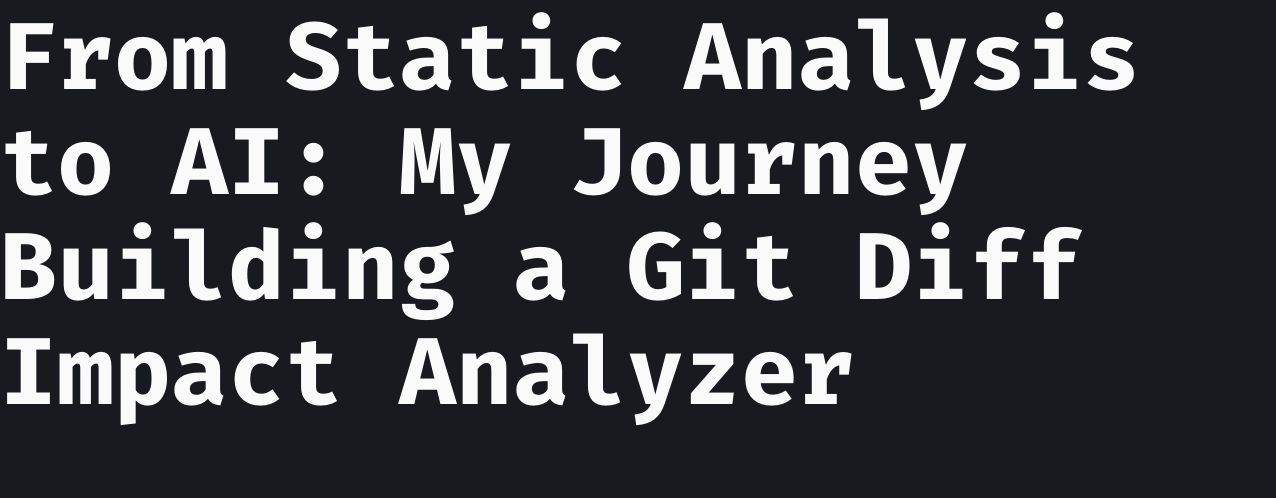 From Static Analysis
to AI: My Journey
Building a Git Diff
Impact Analyzer